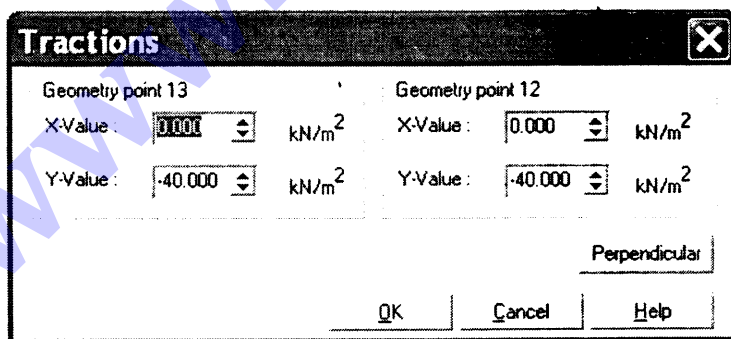 Tractions
Geometry point 13
X-Value : 0.000 kN/m2
Y-Value : -40.000 kN/m2
Geometry point 12
X-Value : 0.000 kN/m2
Y-Value : -40.000 kN/m2
Perpendicular
OK Cancel Help